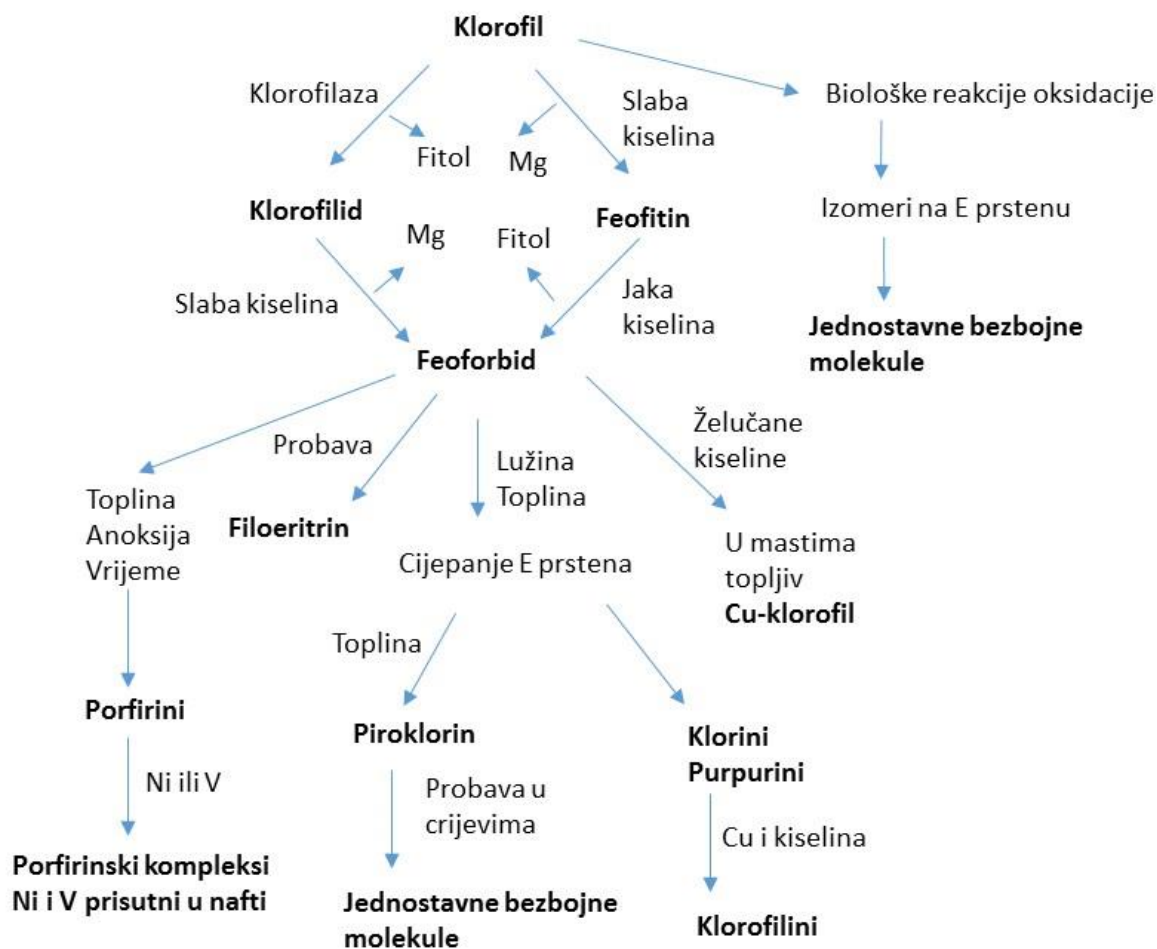 Klorofil
Klorofilaza
Slaba
kiselina
Biološke reakcije oksidacije
Fitol
Mg
Klorofilid
Feofitin
Izomeri na E prstenu
Mg
Fitol
Slaba kiselina
Jaka
kiselina
Jednostavne bezbojne
molekule
Feoforbid
Probava
Lužina
Toplina
Želučane
kiseline
Toplina
Anoksija
Vrijeme
Filoeritrin
Cijepanje E prstena
U mastima
topljiv
Cu-klorofil
Toplina
Porfirini
Piroklorin
Klorini
Purpurini
Ni ili V
Probava u
crijevima
Cu i kiselina
Porfirinski kompleksi
Ni i V prisutni u nafti
Jednostavne bezbojne
molekule
Klorofilini